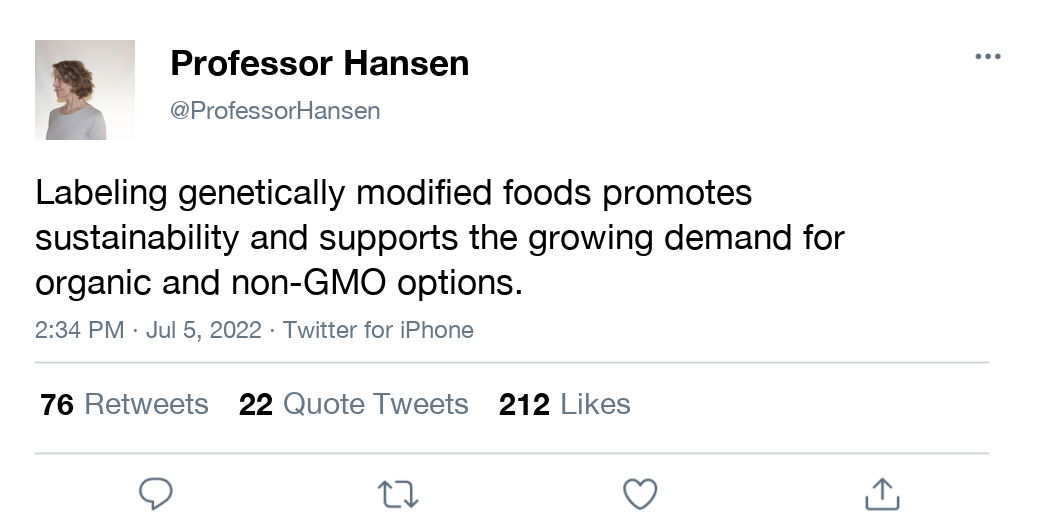 Professor Hansen
@ProfessorHansen
Labeling genetically modified foods promotes
sustainability and supports the growing demand for
organic and non-GMO options.
2:34 PM · Jul 5, 2022 · Twitter for iPhone
76 Retweets 22 Quote Tweets 212 Likes